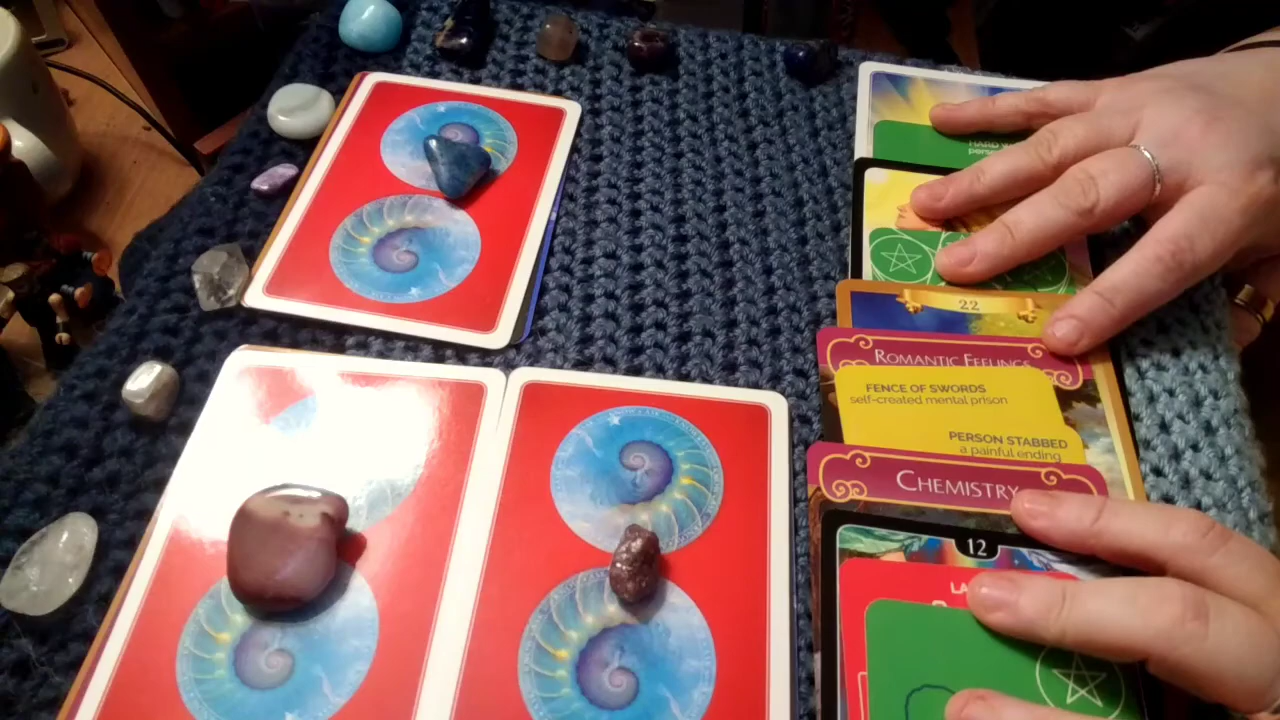 HARD
22
ROMANTIC FEELINGS
FENCE OF SWORDS
self-created mental prison
PERSON STABBED
a painful ending
CHEMISTRY
12